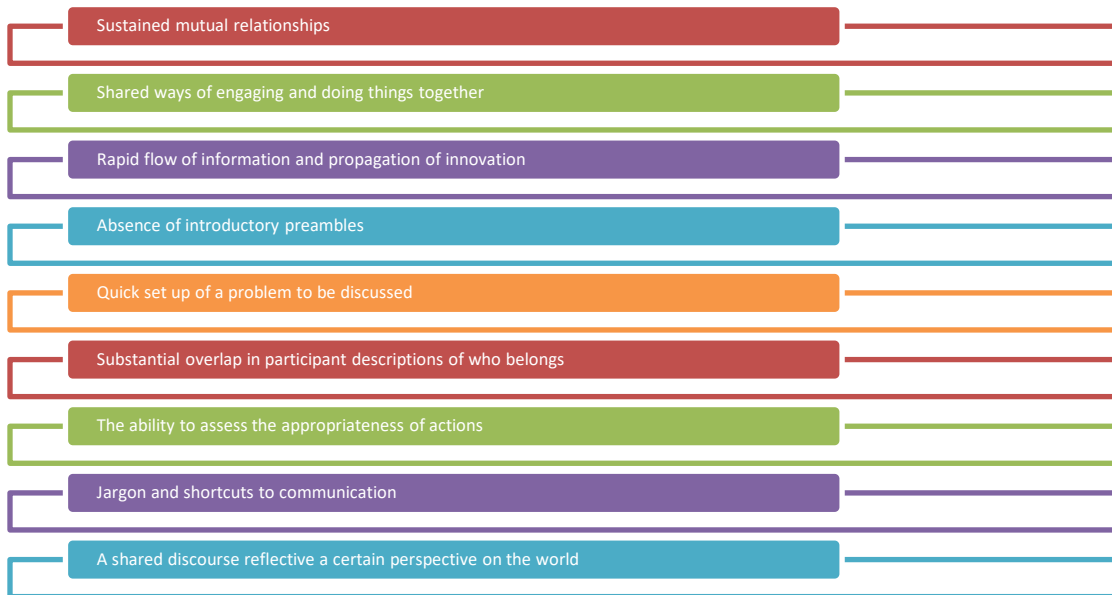 Sustained mutual relationships
Shared ways of engaging and doing things together
Rapid flow of information and propagation of innovation
Absence of introductory preambles
Quick set up of a problem to be discussed
Substantial overlap in participant descriptions of who belongs
The ability to assess the appropriateness of actions
Jargon and shortcuts to communication
A shared discourse reflective a certain perspective on the world